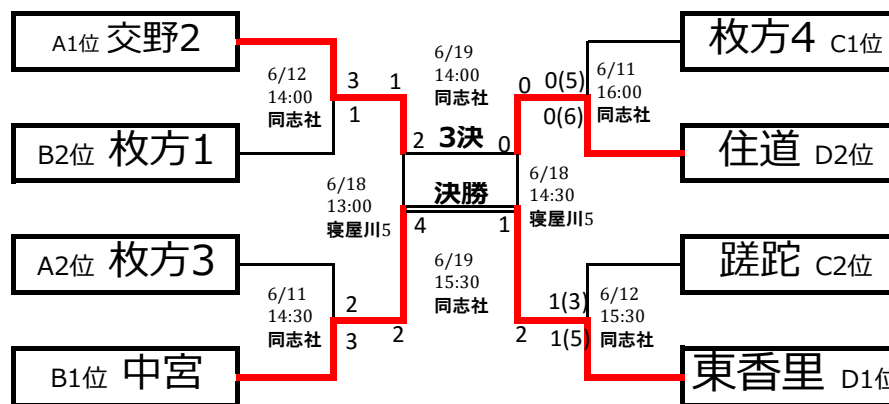 A1位 交野2
B2位 枚方1
A2位 枚方3
B1位 中宮
6/12
14:00
同志社
3
1
1
6/11
14:30
同志社
2
3
2
6/18
13:00
寝屋川5
6/19
14:00
同志社
2 3決 0
決勝
4 1
6/19
15:30
同志社
6/18
14:30
寝屋川5
0
0(5)
0(6)
6/11
16:00
同志社
2
1(3)
1(5)
6/12
15:30
同志社
枚方4 C1位
住道 D2位
蹉跎 C2位
東香里 D1位